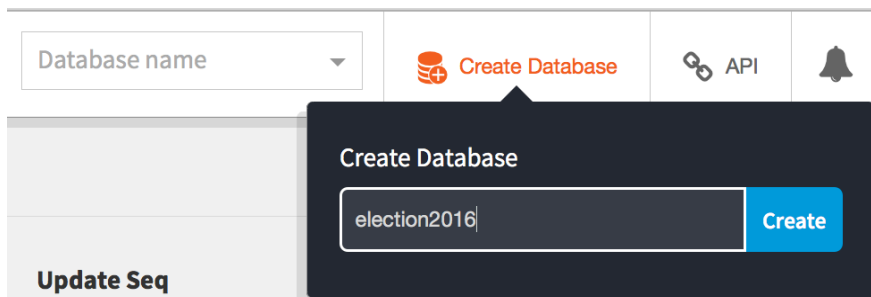 Database name
Create Database
API
Create Database
election2016
Create
Update Seq